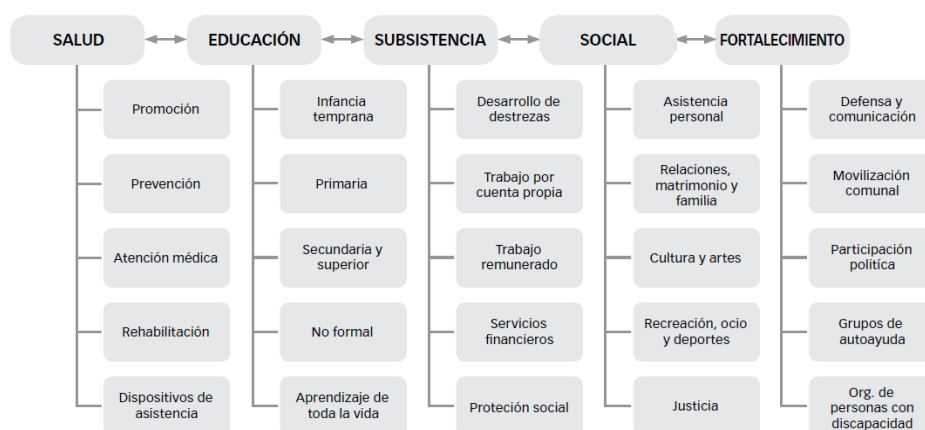 SALUD
EDUCACIÓN
SUBSISTENCIA
SOCIAL
FORTALECIMIENTO
Promoción
Prevención
Atención médica
Rehabilitación
Dispositivos de
asistencia
Infancia
temprana
Primaria
Secundaria y
superior
No formal
Aprendizaje de
toda la vida
Desarrollo de
destrezas
Trabajo por
cuenta propia
Trabajo
remunerado
Servicios
financieros
Proteción social
Asistencia
personal
Relaciones,
matrimonio y
familia
Cultura y artes
Recreación, ocio
y deportes
Justicia
Defensa y
comunicación
Movilización
comunal
Participación
politíca
Grupos de
autoayuda
Org. de
personas con
discapacidad